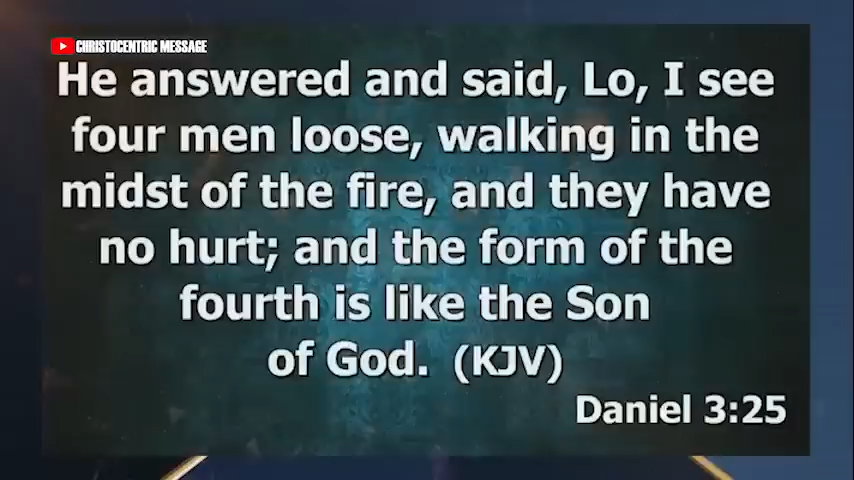 CHRISTOCENTRIC MESSAGE
He answered and said, Lo, I see
four men loose, walking in the
midst of the fire, and they have
no hurt; and the form of the
fourth is like the Son
of God. (KJV)
Daniel 3:25